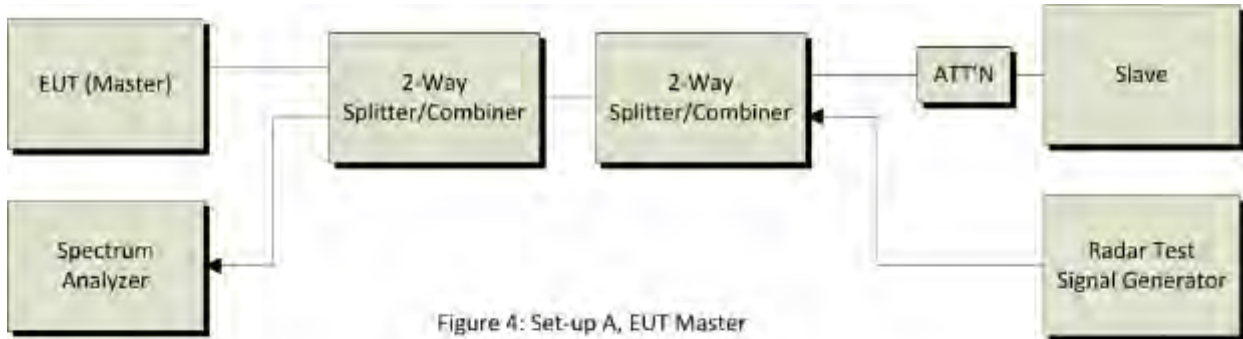 EUT (Master)
2-Way
Splitter/Combiner
2-Way
Splitter/Combiner
ATT'N
Slave
Spectrum
Analyzer
Radar Test
Signal Generator
Figure 4: Set-up A, EUT Master